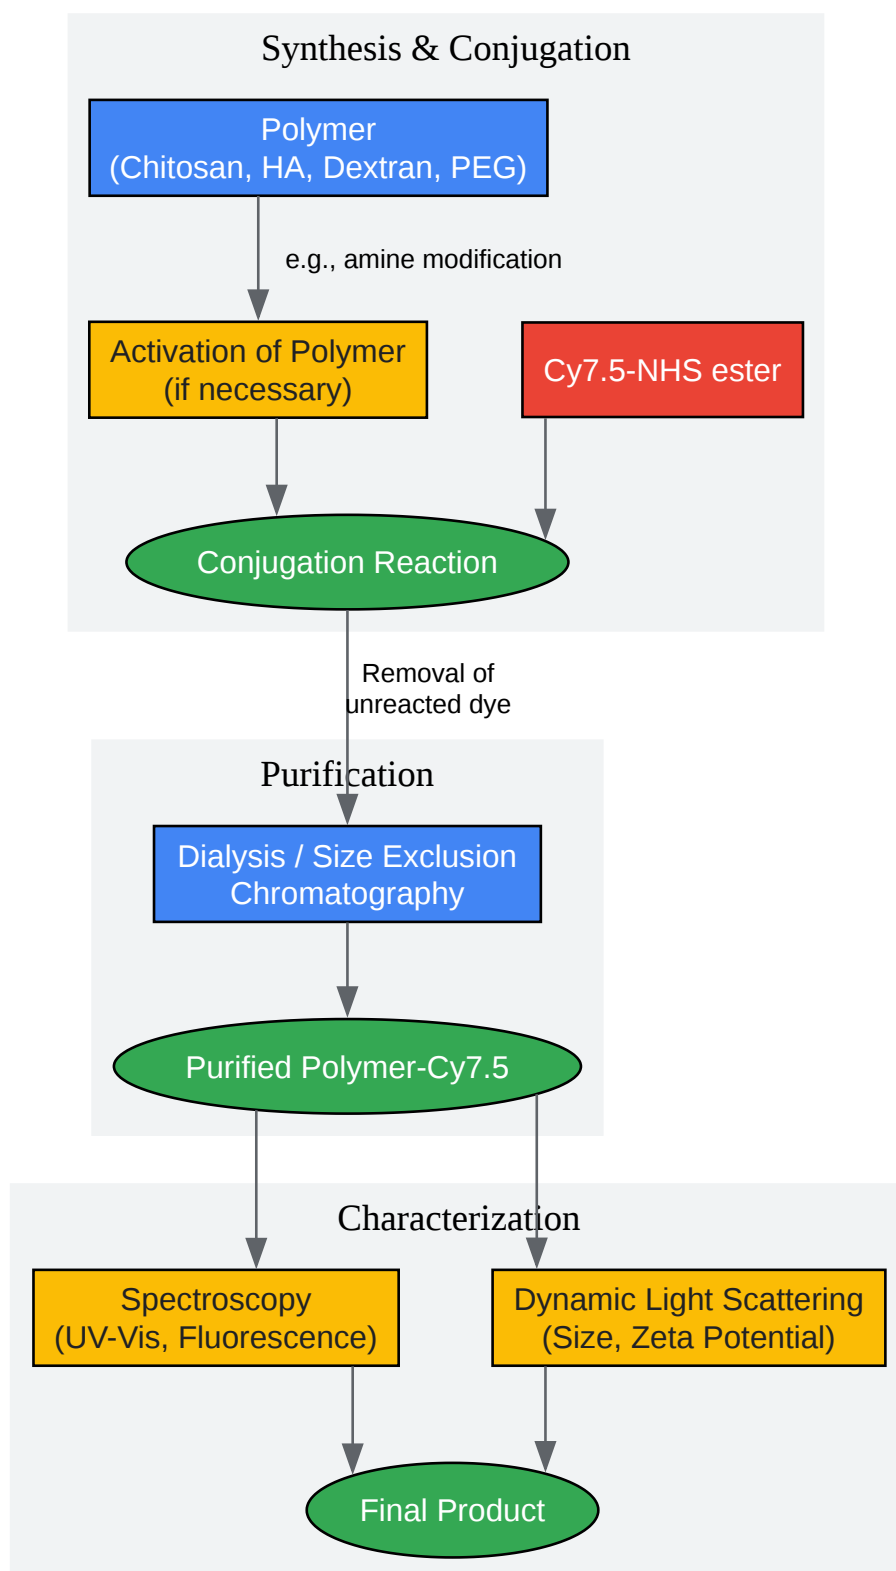 Synthesis & Conjugation
Polymer
(Chitosan, HA, Dextran, PEG)
e.g., amine modification
Activation of Polymer
(if necessary)
Cy7.5-NHS ester
Conjugation Reaction
Removal of
unreacted dye
Purification
Dialysis / Size Exclusion
Chromatography
Purified Polymer-Cy7.5
Characterization
Spectroscopy
(UV-Vis, Fluorescence)
Dynamic Light Scattering
(Size, Zeta Potential)
Final Product